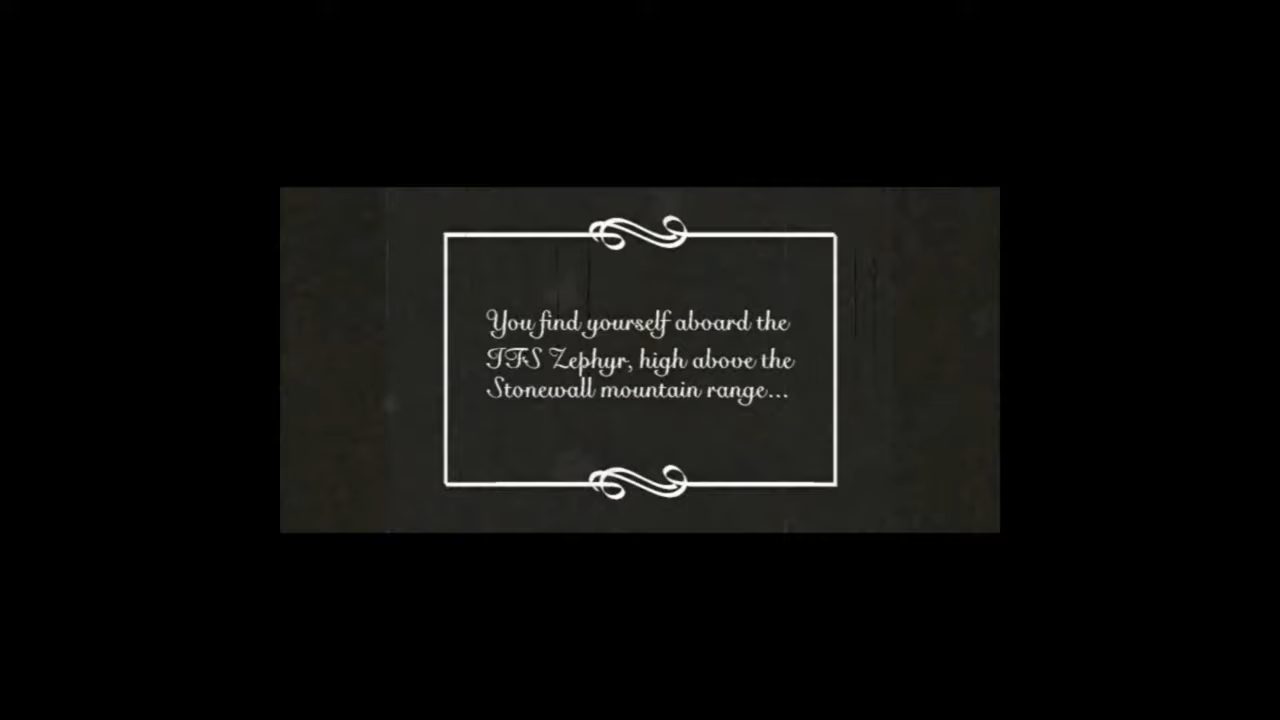 You find yourself aboard the
IFS Zephyr, high above the
Stonewall mountain range...